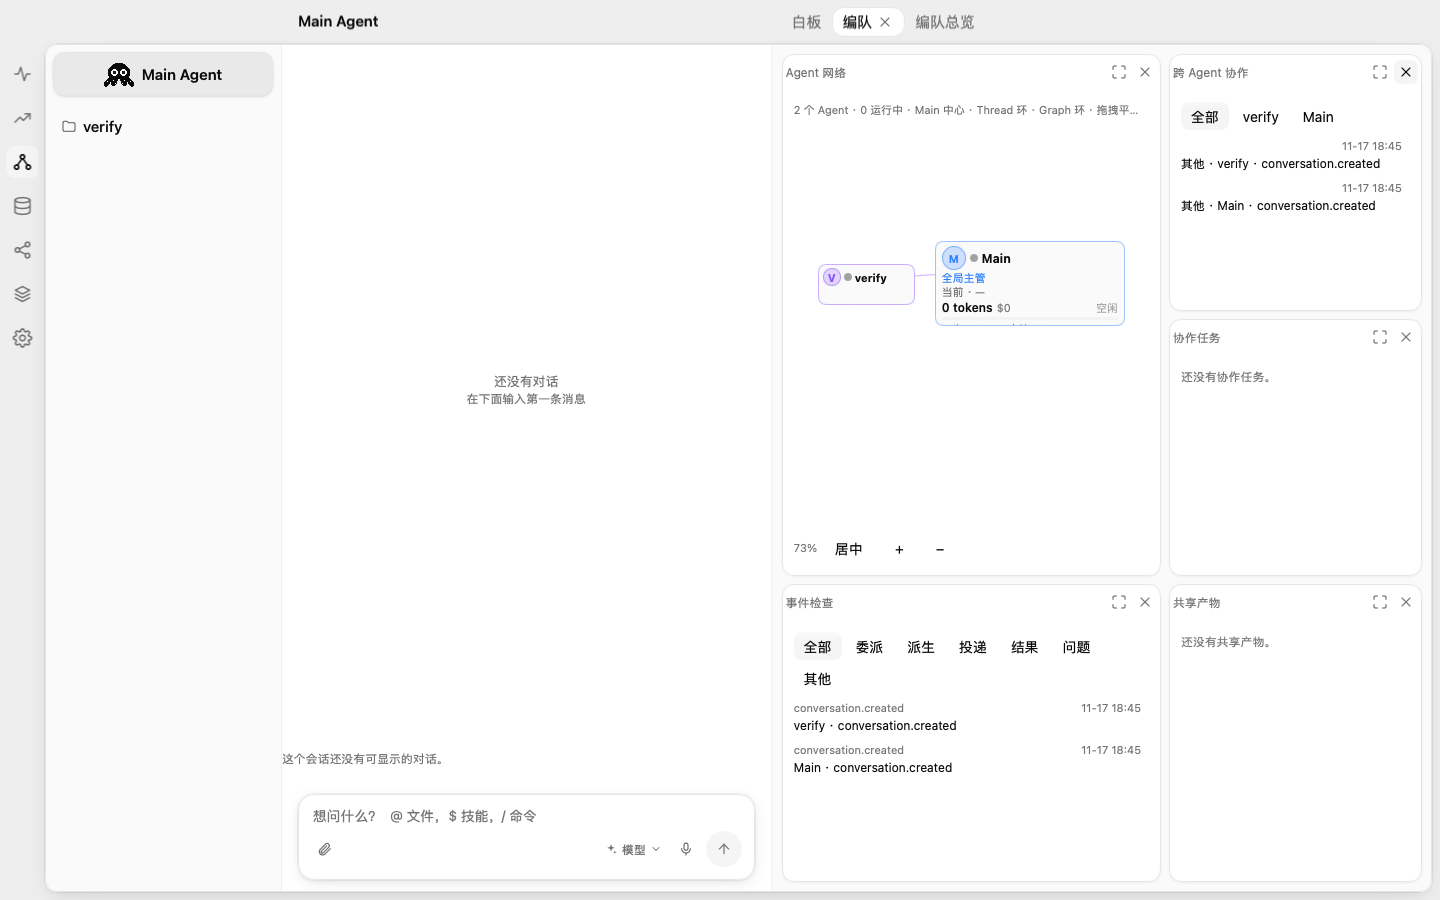 Main Agent
白板
编队
编队总览
Main Agent
verify
还没有对话
在下面输入第一条消息
这个会话还没有可显示的对话。
想问什么? @ 文件, $ 技能, / 命令
模型
Agent 网络
2 个 Agent · 0 运行中 · Main 中心 · Thread 环 · Graph 环 · 拖拽平...
V verify
M Main
全局主管
当前 · —
0 tokens $0 空闲
73% 居中 + −
事件检查
全部 委派 派生 投递 结果 问题
其他
conversation.created 11-17 18:45
verify · conversation.created
conversation.created 11-17 18:45
Main · conversation.created
跨 Agent 协作
全部 verify Main
11-17 18:45
其他 · verify · conversation.created
11-17 18:45
其他 · Main · conversation.created
协作任务
还没有协作任务。
共享产物
还没有共享产物。